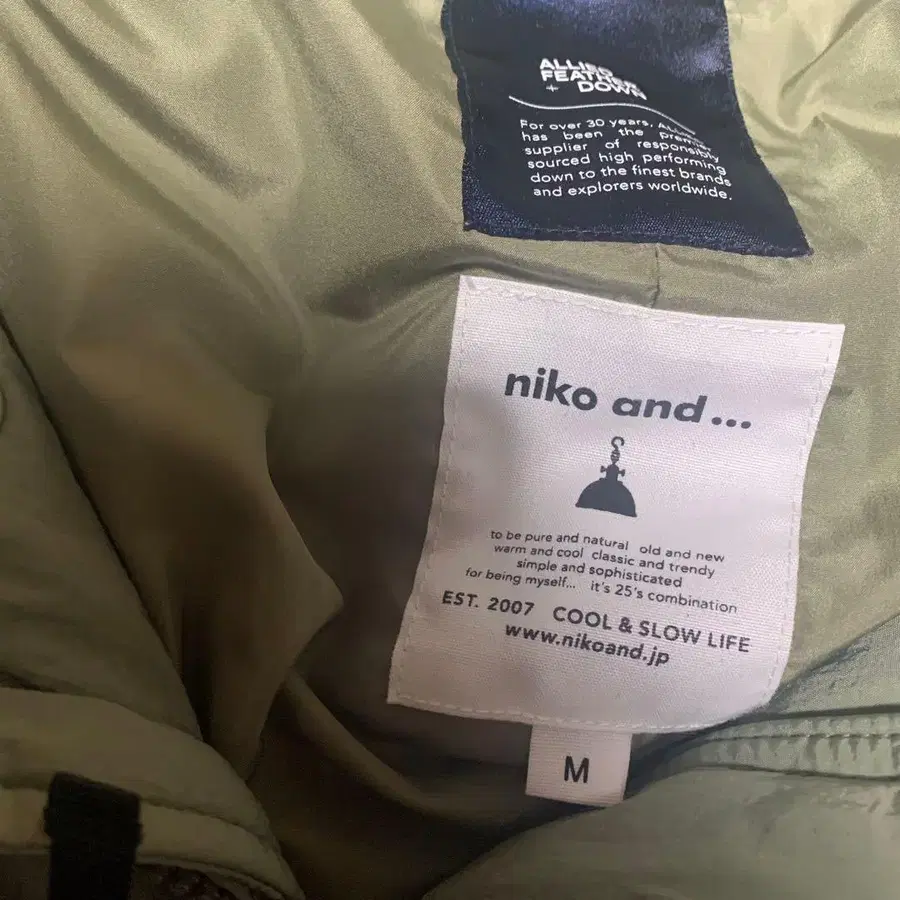 ALLIED
FEATHER
+ DOWN
For over 30 years, ALLIED
has been the premier
supplier of responsibly
sourced high performing
down to the finest brands
and explorers worldwide.
niko and...
to be pure and natural old and new
warm and cool classic and trendy
simple and sophisticated
for being myself... it's 25's combination
EST. 2007 COOL & SLOW LIFE
www.nikoand.jp
M